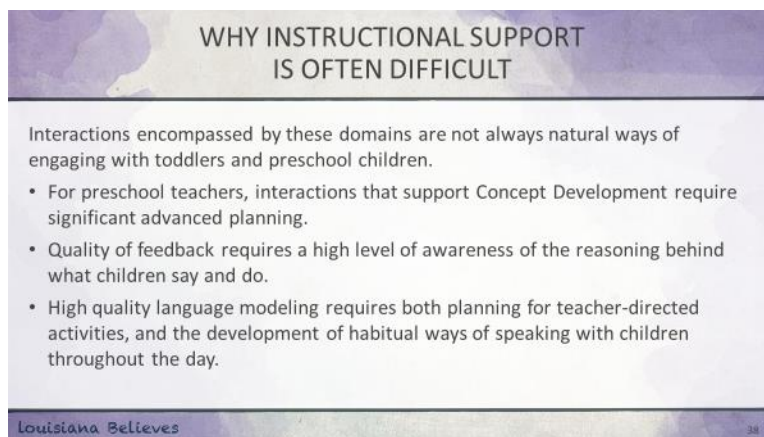 WHY INSTRUCTIONAL SUPPORT
IS OFTEN DIFFICULT
Interactions encompassed by these domains are not always natural ways of
engaging with toddlers and preschool children.
• For preschool teachers, interactions that support Concept Development require
significant advanced planning.
• Quality of feedback requires a high level of awareness of the reasoning behind
what children say and do.
• High quality language modeling requires both planning for teacher-directed
activities, and the development of habitual ways of speaking with children
throughout the day.
Louisiana Believes
38